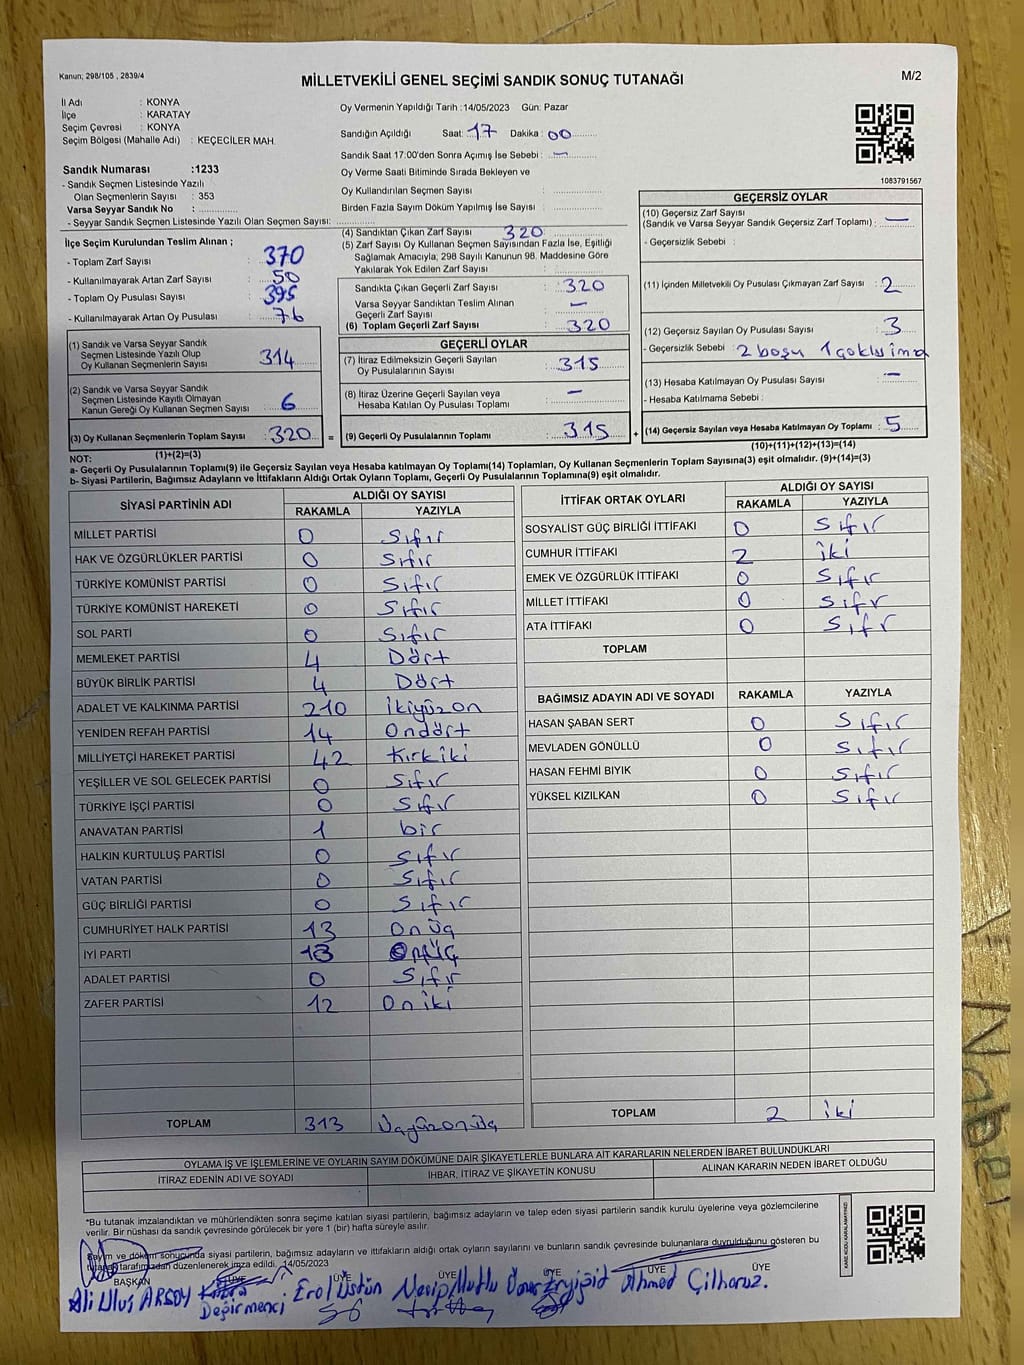 Kanun; 298/105 , 2839/4
MİLLETVEKİLİ GENEL SEÇİMİ SANDIK SONUÇ TUTANAĞI
M/2
İl Adı : KONYA
İlçe : KARATAY
Seçim Çevresi : KONYA
Seçim Bölgesi (Mahalle Adı) : KEÇECİLER MAH.
Sandık Numarası :1233
- Sandık Seçmen Listesinde Yazılı
Olan Seçmenlerin Sayısı : 353
Varsa Seyyar Sandık No :
- Seyyar Sandık Seçmen Listesinde Yazılı Olan Seçmen Sayısı:
Oy Vermenin Yapıldığı Tarih :14/05/2023 Gün: Pazar
Sandığın Açıldığı Saat: 17 Dakika : 00
Sandık Saat 17:00'den Sonra Açımış İse Sebebi : —
Oy Verme Saati Bitiminde Sırada Bekleyen ve
Oy Kullandırılan Seçmen Sayısı :
Birden Fazla Sayım Döküm Yapılmış İse Sayısı :
1083791567
İlçe Seçim Kurulundan Teslim Alınan ;
- Toplam Zarf Sayısı : 370
- Kullanılmayarak Artan Zarf Sayısı : 50
- Toplam Oy Pusulası Sayısı : 395
- Kullanılmayarak Artan Oy Pusulası : 76
(1) Sandık ve Varsa Seyyar Sandık
Seçmen Listesinde Yazılı Olup
Oy Kullanan Seçmenlerin Sayısı : 314
(2) Sandık ve Varsa Seyyar Sandık
Seçmen Listesinde Kayıtlı Olmayan
Kanun Gereği Oy Kullanan Seçmen Sayısı : 6
(3) Oy Kullanan Seçmenlerin Toplam Sayısı : 320
(1)+(2)=(3)
(4) Sandıktan Çıkan Zarf Sayısı : 320
(5) Zarf Sayısı Oy Kullanan Seçmen Sayısından Fazla İse, Eşitliği
Sağlamak Amacıyla, 298 Sayılı Kanunun 98. Maddesine Göre
Yakılarak Yok Edilen Zarf Sayısı :
Sandıkta Çıkan Geçerli Zarf Sayısı : 320
Varsa Seyyar Sandıktan Teslim Alınan
Geçerli Zarf Sayısı : —
(6) Toplam Geçerli Zarf Sayısı : 320
GEÇERLİ OYLAR
(7) İtiraz Edilmeksizin Geçerli Sayılan
Oy Pusulalarının Sayısı : 315
(8) İtiraz Üzerine Geçerli Sayılan veya
Hesaba Katılan Oy Pusulası Toplamı : —
= (9) Geçerli Oy Pusulalarının Toplamı : 315 +
GEÇERSİZ OYLAR
(10) Geçersiz Zarf Sayısı
(Sandık ve Varsa Seyyar Sandık Geçersiz Zarf Toplamı) : —
- Geçersizlik Sebebi :
(11) İçinden Milletvekili Oy Pusulası Çıkmayan Zarf Sayısı : 2
(12) Geçersiz Sayılan Oy Pusulası Sayısı : 3
- Geçersizlik Sebebi : 2 boşu 1
(13) Hesaba Katılmayan Oy Pusulası Sayısı : —
- Hesaba Katılmama Sebebi :
(14) Geçersiz Sayılan veya Hesaba Katılmayan Oy Toplamı : 5
(10)+(11)+(12)+(13)=(14)
NOT:
a- Geçerli Oy Pusulalarının Toplamı(9) ile Geçersiz Sayılan veya Hesaba katılmayan Oy Toplamı(14) Toplamları, Oy Kullanan Seçmenlerin Toplam Sayısına(3) eşit olmalıdır. (9)+(14)=(3)
b- Siyasi Partilerin, Bağımsız Adayların ve İttifakların Aldığı Ortak Oyların Toplamı, Geçerli Oy Pusulalarının Toplamına(9) eşit olmalıdır.
SİYASİ PARTİNİN ADI
ALDIĞI OY SAYISI
RAKAMLA YAZIYLA
MİLLET PARTİSİ 0 Sıfır
HAK VE ÖZGÜRLÜKLER PARTİSİ 0 Sıfır
TÜRKİYE KOMÜNİST PARTİSİ 0 Sıfır
TÜRKİYE KOMÜNİST HAREKETİ 0 Sıfır
SOL PARTİ 0 Sıfır
MEMLEKET PARTİSİ 4 Dört
BÜYÜK BİRLİK PARTİSİ 4 Dört
ADALET VE KALKINMA PARTİSİ 210 İkiyüzon
YENİDEN REFAH PARTİSİ 14 Ondört
MİLLİYETÇİ HAREKET PARTİSİ 42 Kırkiki
YEŞİLLER VE SOL GELECEK PARTİSİ 0 Sıfır
TÜRKİYE İŞÇİ PARTİSİ 0 Sıfır
ANAVATAN PARTİSİ 1 bir
HALKIN KURTULUŞ PARTİSİ 0 Sıfır
VATAN PARTİSİ 0 Sıfır
GÜÇ BİRLİĞİ PARTİSİ 0 Sıfır
CUMHURİYET HALK PARTİSİ 13 Onüç
İYİ PARTİ 13 Onüç
ADALET PARTİSİ 0 Sıfır
ZAFER PARTİSİ 12 Oniki
TOPLAM 313 Üçyüzonüç
İTTİFAK ORTAK OYLARI
ALDIĞI OY SAYISI
RAKAMLA YAZIYLA
SOSYALİST GÜÇ BİRLİĞİ İTTİFAKI 0 Sıfır
CUMHUR İTTİFAKI 2 iki
EMEK VE ÖZGÜRLÜK İTTİFAKI 0 Sıfır
MİLLET İTTİFAKI 0 Sıfır
ATA İTTİFAKI 0 Sıfır
TOPLAM
BAĞIMSIZ ADAYIN ADI VE SOYADI RAKAMLA YAZIYLA
HASAN ŞABAN SERT 0 Sıfır
MEVLADEN GÖNÜLLÜ 0 Sıfır
HASAN FEHMİ BIYIK 0 Sıfır
YÜKSEL KIZILKAN 0 Sıfır
TOPLAM 2 iki
OYLAMA İŞ VE İŞLEMLERİNE VE OYLARIN SAYIM DÖKÜMÜNE DAİR ŞİKAYETLERLE BUNLARA AİT KARARLARIN NELERDEN İBARET BULUNDUKLARI
İTİRAZ EDENİN ADI VE SOYADI
İHBAR, İTİRAZ VE ŞİKAYETİN KONUSU
ALINAN KARARIN NEDEN İBARET OLDUĞU
*Bu tutanak imzalandıktan ve mühürlendikten sonra seçime katılan siyasi partilerin, bağımsız adayların ve talep eden siyasi partilerin sandık kurulu üyelerine veya gözlemcilerine
verilir. Bir nüshası da sandık çevresinde görülecek bir yere 1 (bir) hafta süreyle asılır.
Sayım ve döküm sonucunda siyasi partilerin, bağımsız adayların ve ittifakların aldığı ortak oyların sayılarını ve bunların sandık çevresinde bulunanlara duyrulduğunu gösteren bu
tutanak tarafımızdan düzenlenerek imza edildi. 14/05/2023
BAŞKAN ÜYE ÜYE ÜYE ÜYE ÜYE ÜYE
Ali Uluç ARSOY Kübra Değirmenci Erol Üstün Necip Mutlu Ömer Eryiğit Ahmed Çilhoroz.